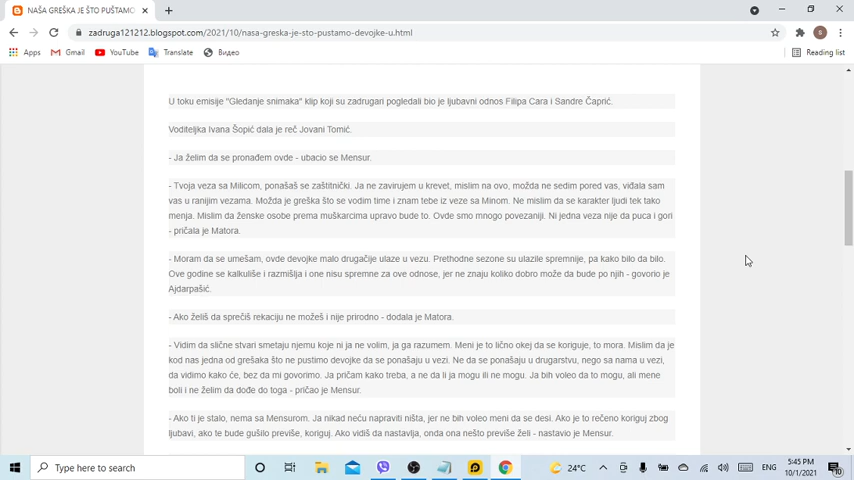 NAŠA GREŠKA JE ŠTO PUŠTAMO
zadruga121212.blogspot.com/2021/10/nasa-greska-je-sto-pustamo-devojke-u.html
Apps Gmail YouTube Translate Видео Reading list
U toku emisije "Gledanje snimaka" klip koji su zadrugari pogledali bio je ljubavni odnos Filipa Cara i Sandre Čaprić.
Voditeljka Ivana Šopić dala je reč Jovani Tomić.
- Ja želim da se pronađem ovde - ubacio se Mensur.
- Tvoja veza sa Milicom, ponašaš se zaštitnički. Ja ne zavirujem u krevet, mislim na ovo, možda ne sedim pored vas, viđala sam
vas u ranijim vezama. Možda je greška što se vodim time i znam tebe iz veze sa Minom. Ne mislim da se karakter ljudi tek tako
menja. Mislim da ženske osobe prema muškarcima upravo bude to. Ovde smo mnogo povezaniji. Ni jedna veza nije da puca i gori
- pričala je Matora.
- Moram da se umešam, ovde devojke malo drugačije ulaze u vezu. Prethodne sezone su ulazile spremnije, pa kako bilo da bilo.
Ove godine se kalkuliše i razmišlja i one nisu spremne za ove odnose, jer ne znaju koliko dobro može da bude po njih - govorio je
Ajdarpašić.
- Ako želiš da sprečiš rekaciju ne možeš i nije prirodno - dodala je Matora.
- Vidim da slične stvari smetaju njemu koje ni ja ne volim, ja ga razumem. Meni je to lično okej da se koriguje, to mora. Mislim da je
kod nas jedna od grešaka što ne pustimo devojke da se ponašaju u vezi. Ne da se ponašaju u drugarstvu, nego sa nama u vezi,
da vidimo kako će, bez da mi govorimo. Ja pričam kako treba, a ne da li ja mogu ili ne mogu. Ja bih voleo da to mogu, ali mene
boli i ne želim da dođe do toga - pričao je Mensur.
- Ako ti je stalo, nema sa Mensurom. Ja nikad neću napraviti ništa, jer ne bih voleo meni da se desi. Ako je to rečeno koriguj zbog
ljubavi, ako te bude gušilo previše, koriguj. Ako vidiš da nastavlja, onda ona nešto previše želi - nastavio je Mensur.
Type here to search
24°C
ENG
5:45 PM
10/1/2021